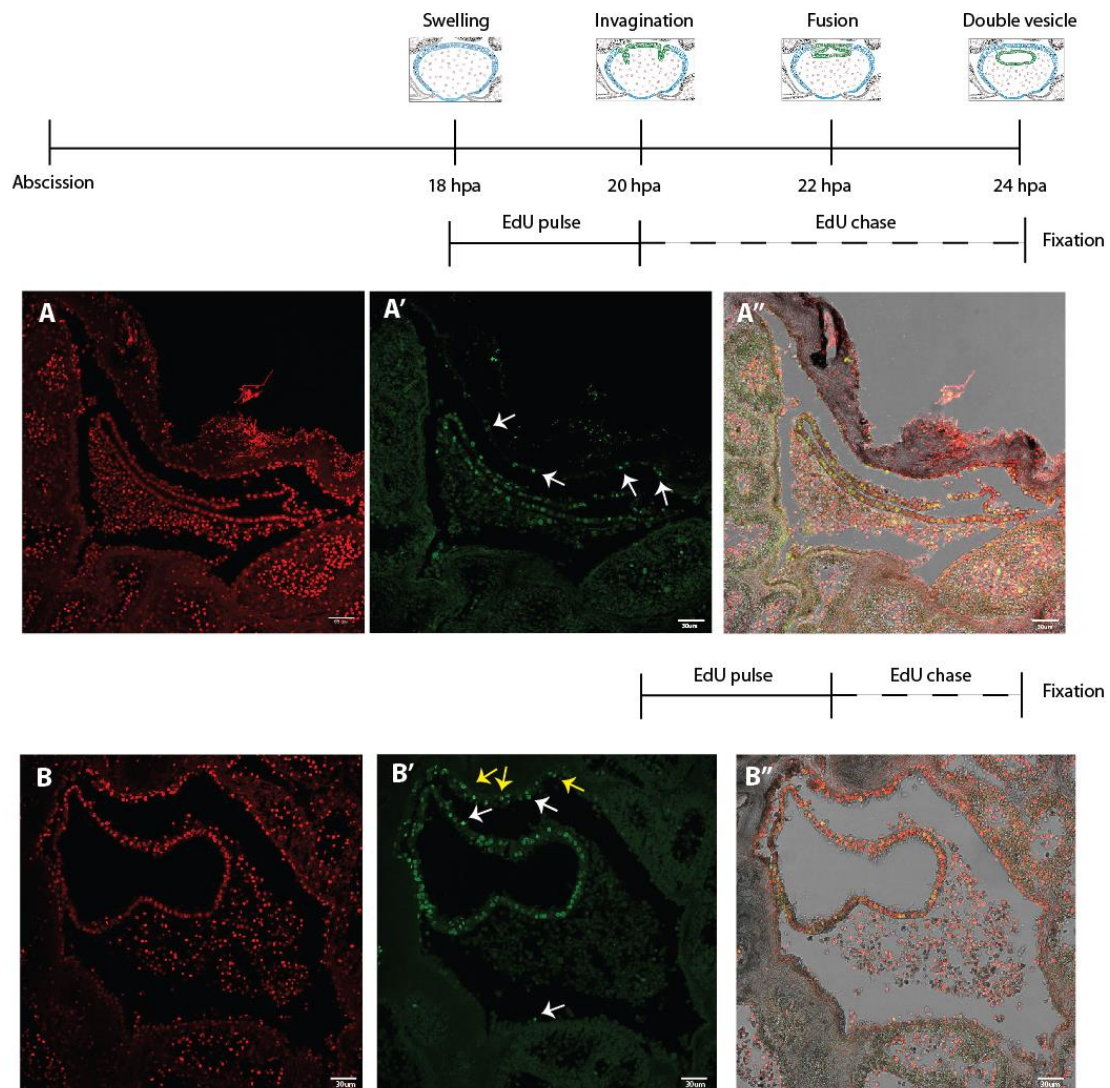 Swelling Invagination Fusion Double vesicle
Abscission 18 hpa 20 hpa 22 hpa 24 hpa
EdU pulse EdU chase Fixation
A A' A''
30um 30um
EdU pulse EdU chase Fixation
B B' B''
30um 30um 30um